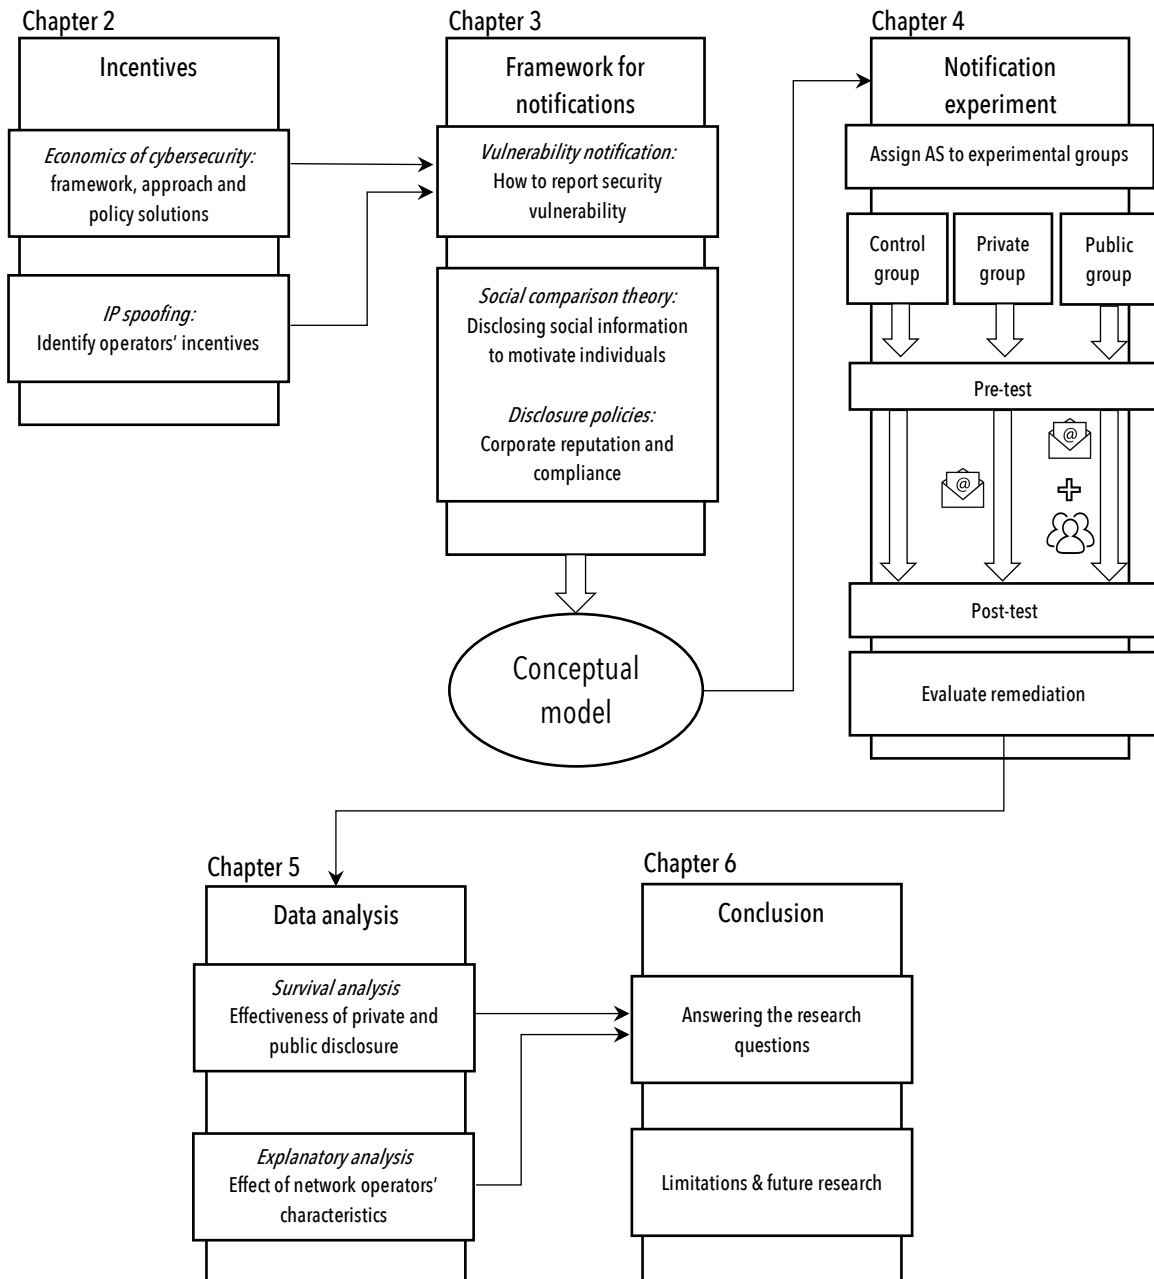 Chapter 2
Incentives
Economics of cybersecurity:
framework, approach and
policy solutions
IP spoofing:
Identify operators' incentives
Chapter 3
Framework for
notifications
Vulnerability notification:
How to report security
vulnerability
Social comparison theory:
Disclosing social information
to motivate individuals
Disclosure policies:
Corporate reputation and
compliance
Conceptual
model
Chapter 4
Notification
experiment
Assign AS to experimental groups
Control
group
Private
group
Public
group
Pre-test
@
@
Post-test
Evaluate remediation
Chapter 5
Data analysis
Survival analysis
Effectiveness of private and
public disclosure
Explanatory analysis
Effect of network operators'
characteristics
Chapter 6
Conclusion
Answering the research
questions
Limitations & future research